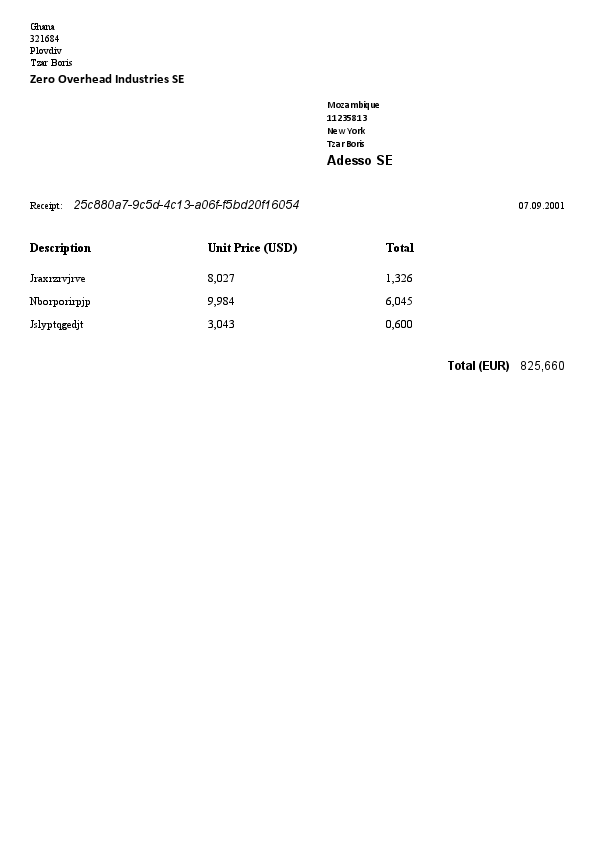 Ghana
321684
Plovdiv
Tzar Boris
Zero Overhead Industries SE
Mozambique
11235813
New York
Tzar Boris
Adesso SE
Receipt: 25c880a7-9c5d-4c13-a06f-f5bd20f16054 07.09.2001
Description Unit Price (USD) Total
Jraxrzrvjrve 8,027 1,326
Nborporirpjp 9,984 6,045
Jslyptqgedjt 3,043 0,600
Total (EUR) 825,660